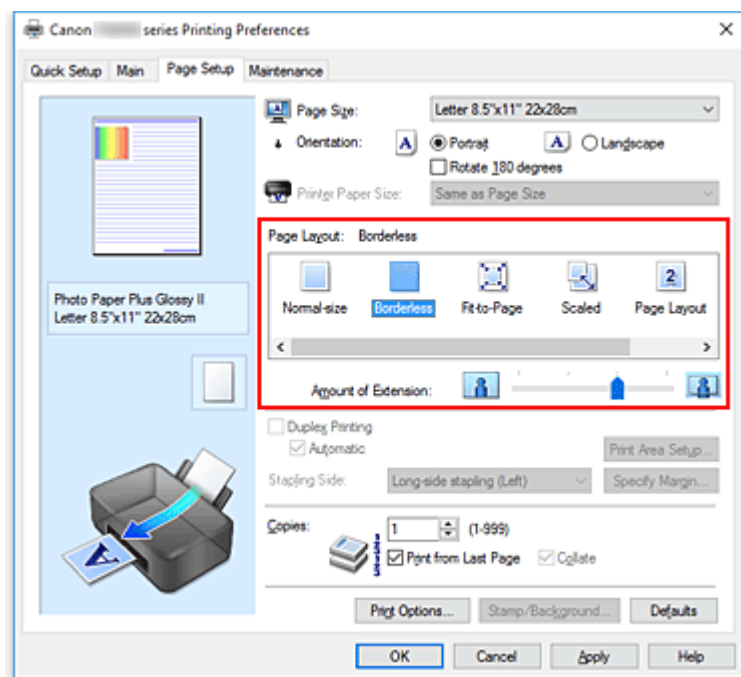 Canon series Printing Preferences
Quick Setup Main Page Setup Maintenance
Page Size: Letter 8.5"x11" 22x28cm
Orientation: A Portrait A Landscape
Rotate 180 degrees
Printer Paper Size: Same as Page Size
Page Layout: Borderless
2
Normal-size Borderless Fit-to-Page Scaled Page Layout
Photo Paper Plus Glossy II
Letter 8.5"x11" 22x28cm
Amount of Extension:
Duplex Printing
Automatic Print Area Setup...
Stapling Side: Long-side stapling (Left) Specify Margin...
Copies: 1 (1-999)
Print from Last Page Collate
A
Print Options... Stamp/Background... Defaults
OK Cancel Apply Help